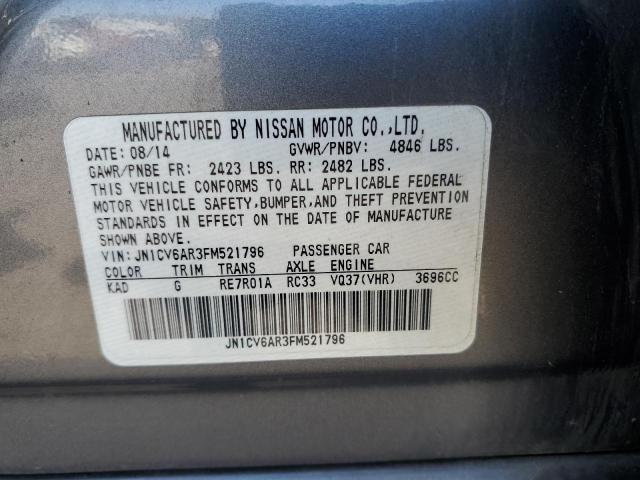 MANUFACTURED BY NISSAN MOTOR CO.,LTD.
DATE: 08/14 GVWR/PNBV: 4846 LBS.
GAWR/PNBE FR: 2423 LBS. RR: 2482 LBS.
THIS VEHICLE CONFORMS TO ALL APPLICABLE FEDERAL
MOTOR VEHICLE SAFETY,BUMPER,AND THEFT PREVENTION
STANDARDS IN EFFECT ON THE DATE OF MANUFACTURE
SHOWN ABOVE.
VIN: JN1CV6AR3FM521796 PASSENGER CAR
COLOR TRIM TRANS AXLE ENGINE
KAD G RE7R01A RC33 VQ37(VHR) 3696CC
JN1CV6AR3FM521796